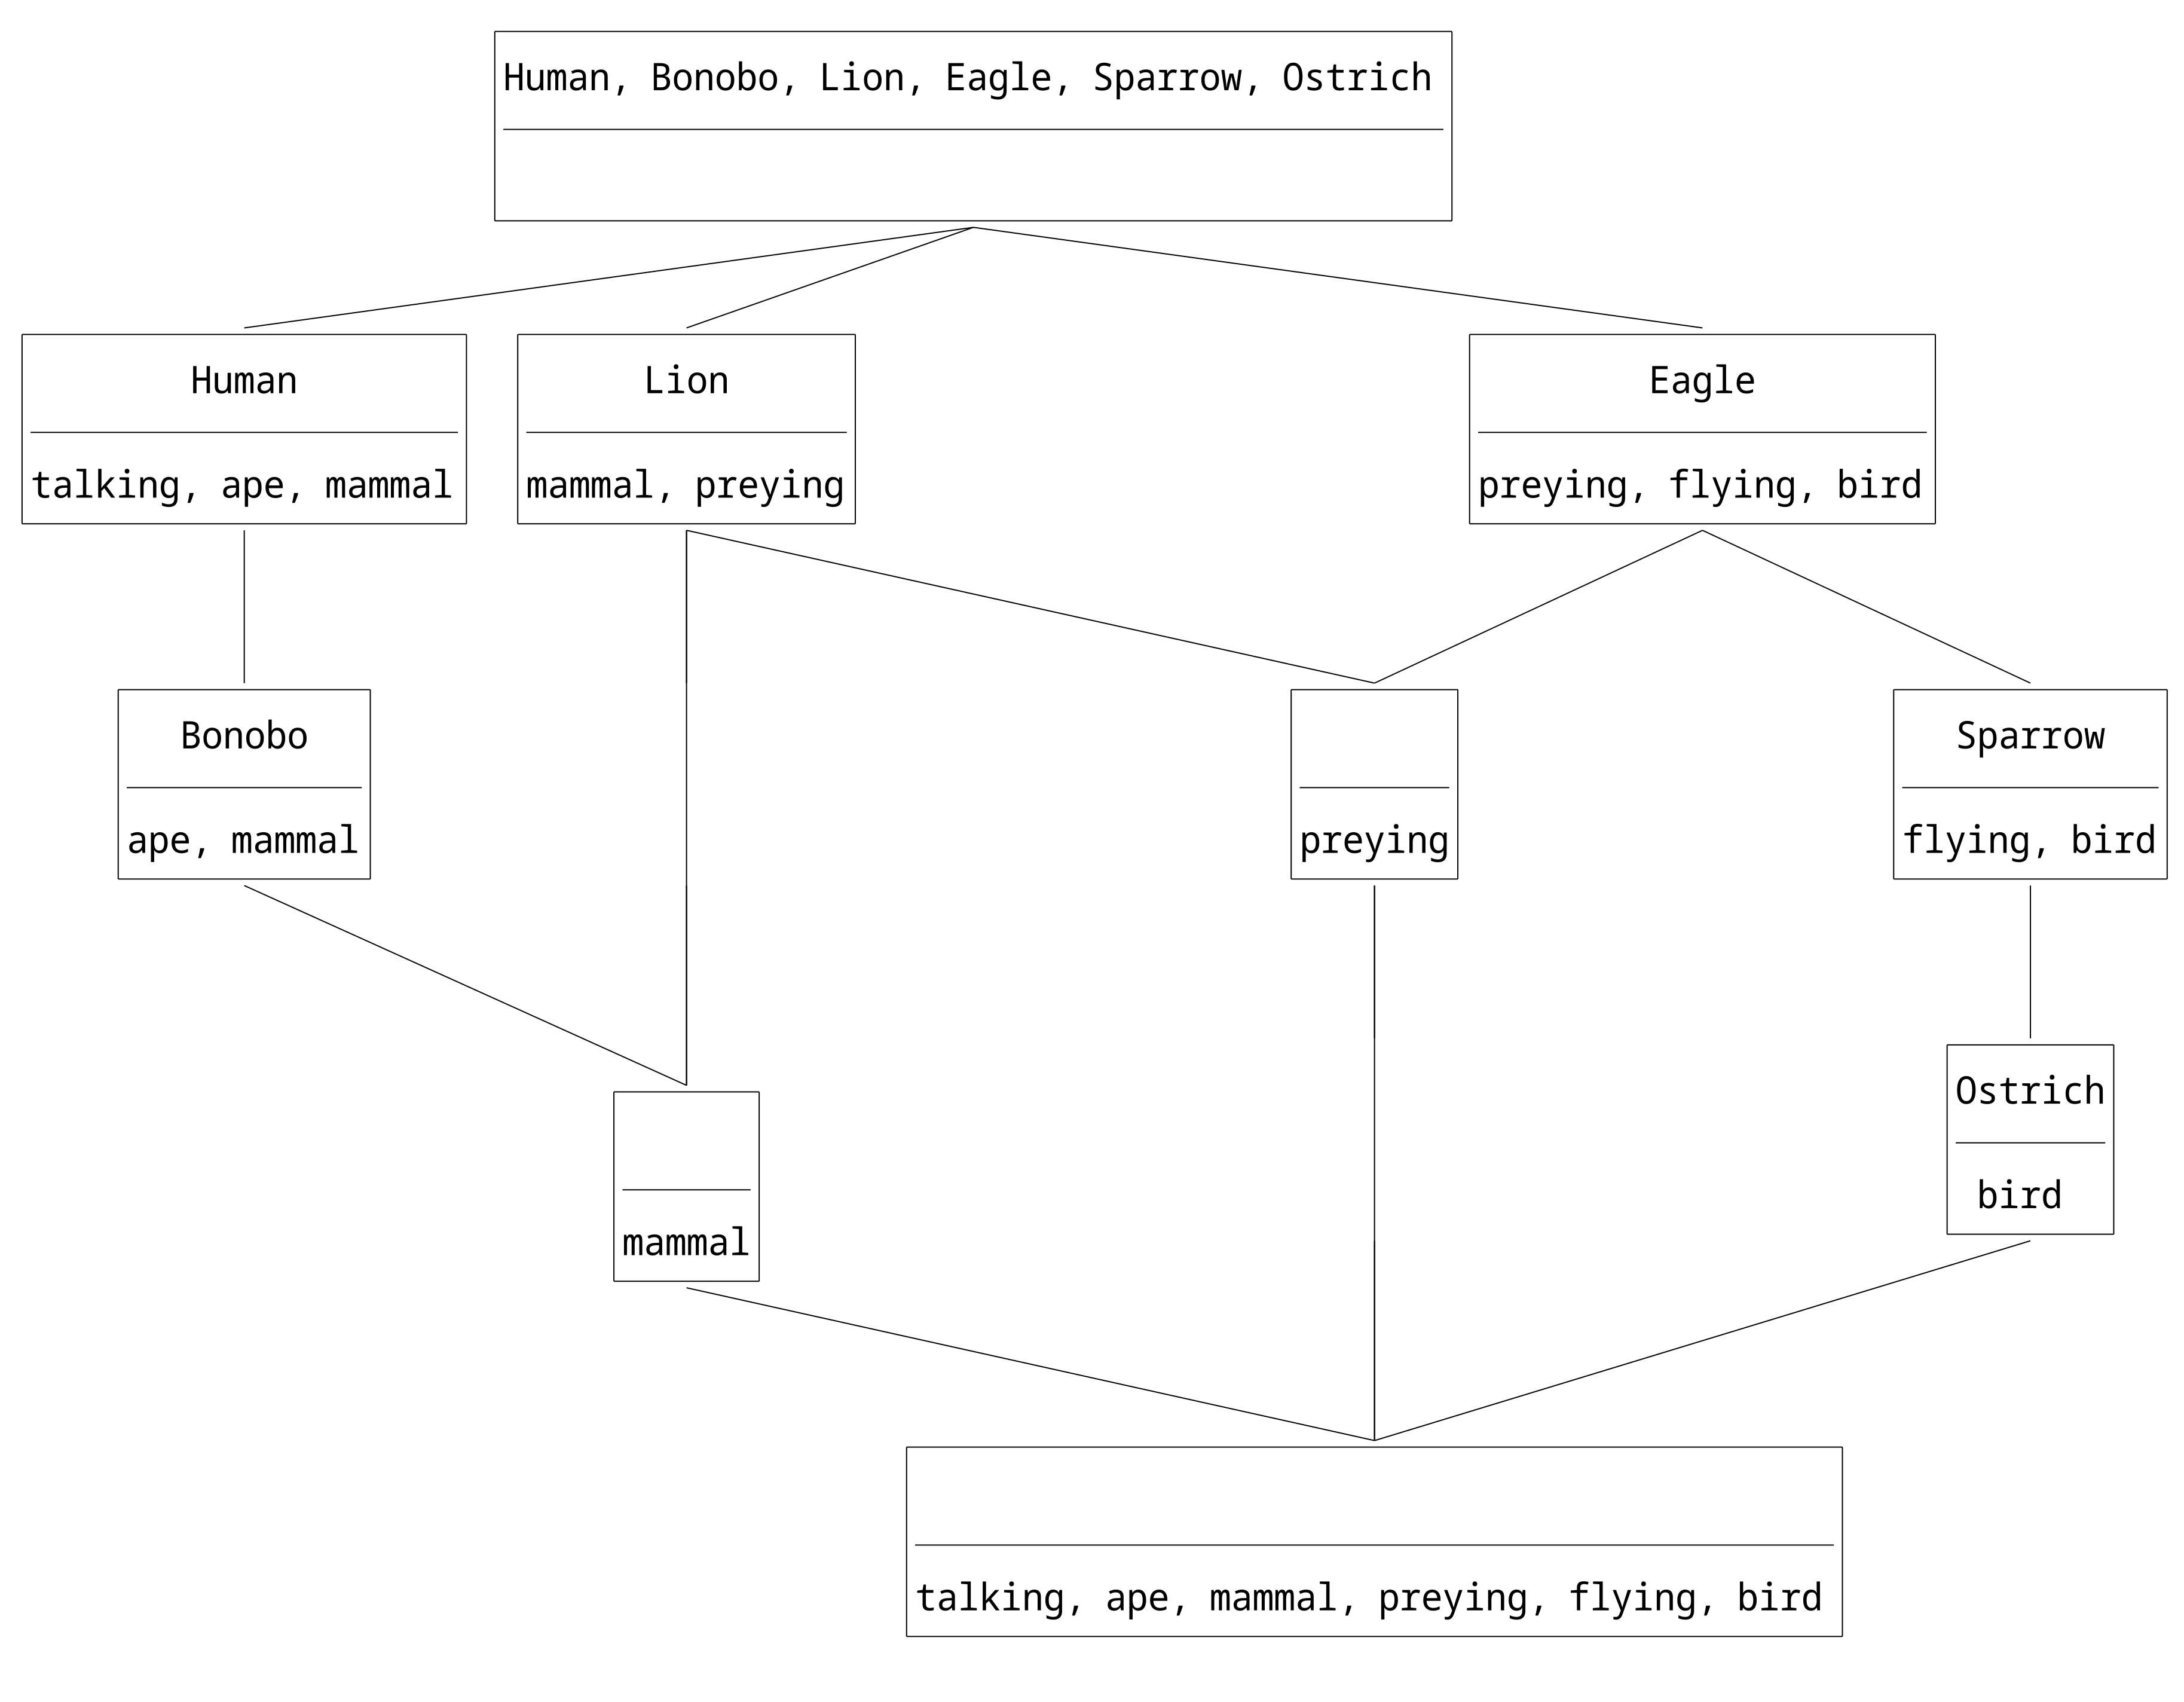 Human, Bonobo, Lion, Eagle, Sparrow, Ostrich
Human
talking, ape, mammal
Lion
mammal, preying
Eagle
preying, flying, bird
Bonobo
ape, mammal
preying
Sparrow
flying, bird
mammal
Ostrich
bird
talking, ape, mammal, preying, flying, bird